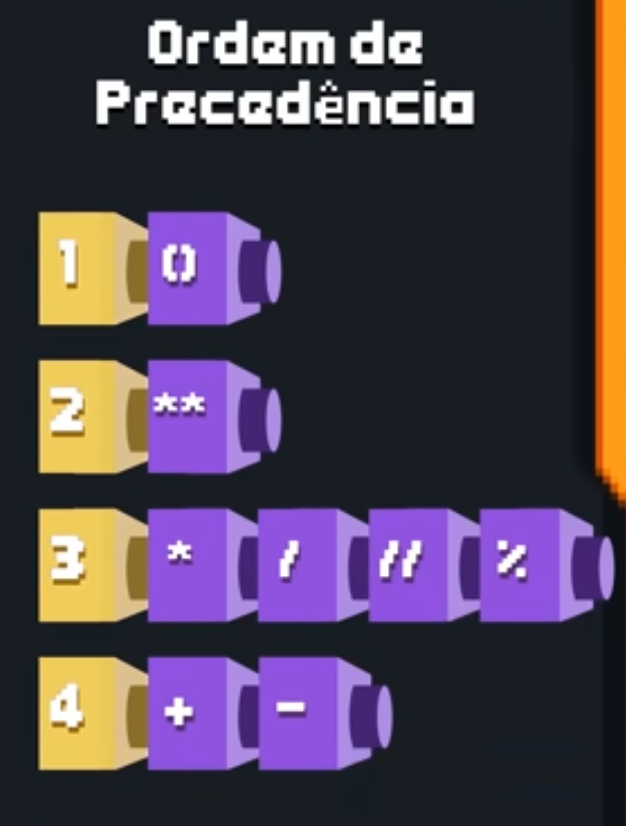 Ordem de
Precedência
1 ()
2 **
3 * / // %
4 + -